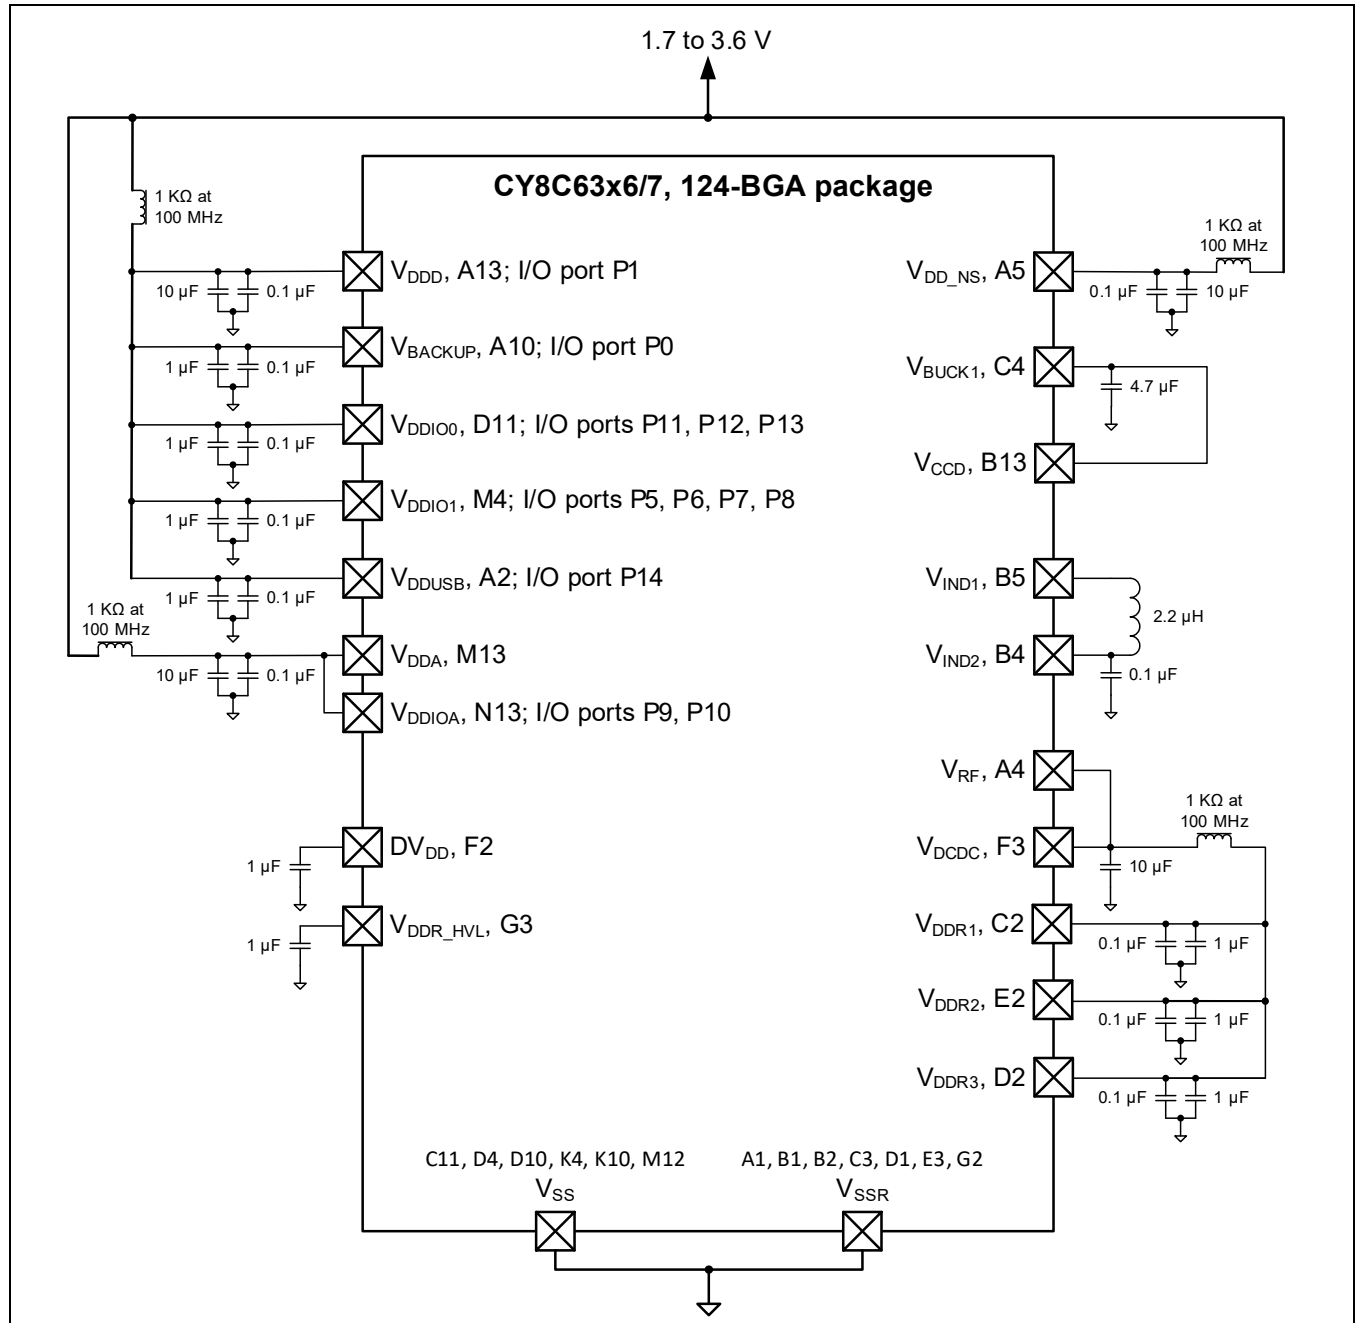 1.7 to 3.6 V
CY8C63x6/7, 124-BGA package
1 KΩ at
100 MHz
VDDD, A13; I/O port P1
10 µF
0.1 µF
VBACKUP, A10; I/O port P0
1 µF
0.1 µF
VDDIO0, D11; I/O ports P11, P12, P13
1 µF
0.1 µF
VDDIO1, M4; I/O ports P5, P6, P7, P8
1 µF
0.1 µF
VDDUSB, A2; I/O port P14
1 µF
0.1 µF
1 KΩ at
100 MHz
VDDA, M13
10 µF
0.1 µF
VDDIOA, N13; I/O ports P9, P10
DVDD, F2
1 µF
VDDR_HVL, G3
1 µF
1 KΩ at
100 MHz
VDD_NS, A5
0.1 µF
10 µF
VBUCK1, C4
4.7 µF
VCCD, B13
VIND1, B5
2.2 µH
VIND2, B4
0.1 µF
VRF, A4
1 KΩ at
100 MHz
VDCDC, F3
10 µF
VDDR1, C2
0.1 µF
1 µF
VDDR2, E2
0.1 µF
1 µF
VDDR3, D2
0.1 µF
1 µF
C11, D4, D10, K4, K10, M12
VSS
A1, B1, B2, C3, D1, E3, G2
VSSR